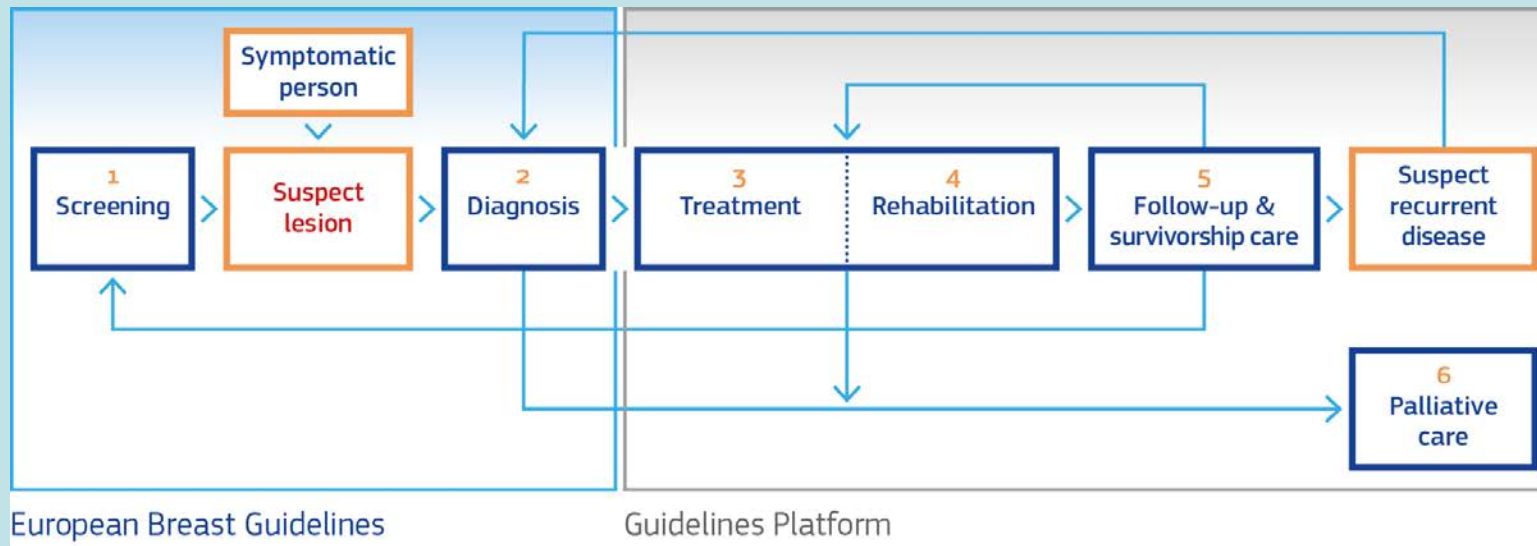 Symptomatic
person
1
Screening
Suspect
lesion
2
Diagnosis
3
Treatment
4
Rehabilitation
5
Follow-up &
survivorship care
Suspect
recurrent
disease
6
Palliative
care
European Breast Guidelines
Guidelines Platform